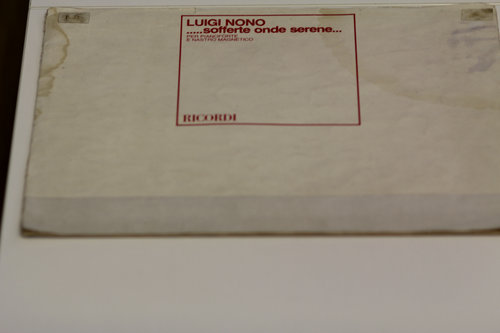 LUIGI NONO
.....sofferte onde serene...
PER PIANOFORTE
E NASTRO MAGNETICO
RICORDI